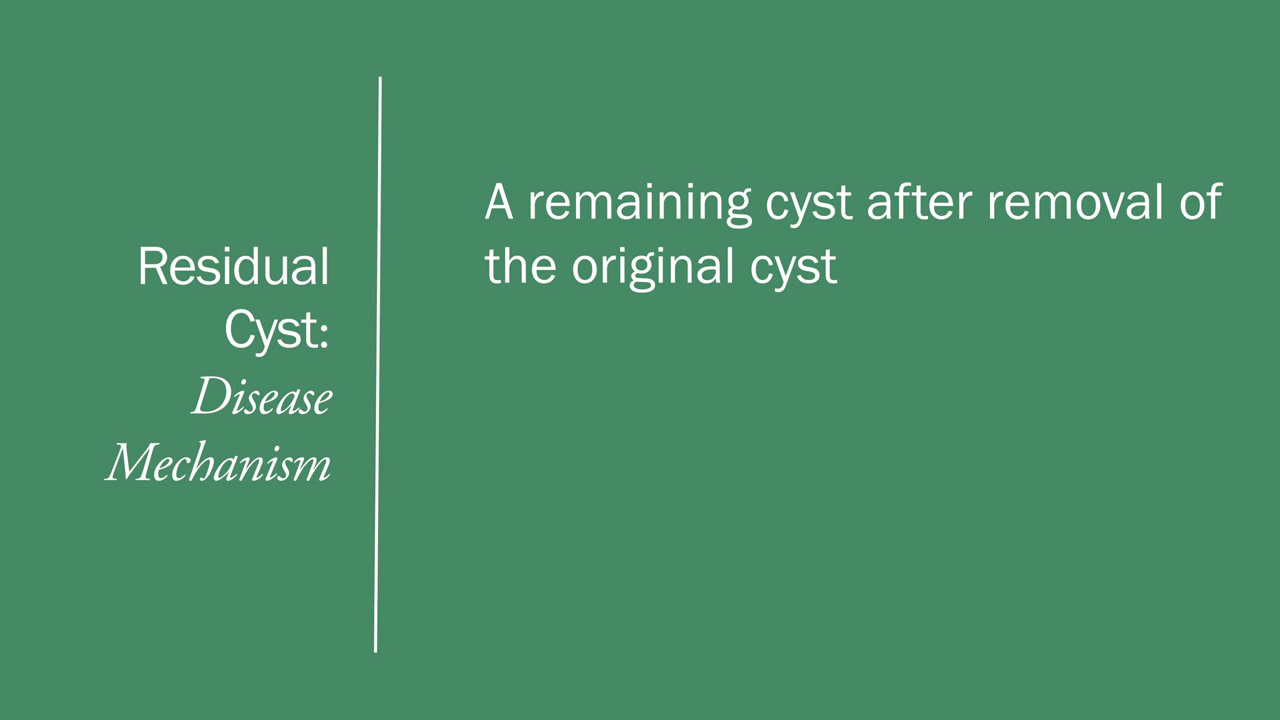 Residual
Cyst:
Disease
Mechanism
A remaining cyst after removal of
the original cyst